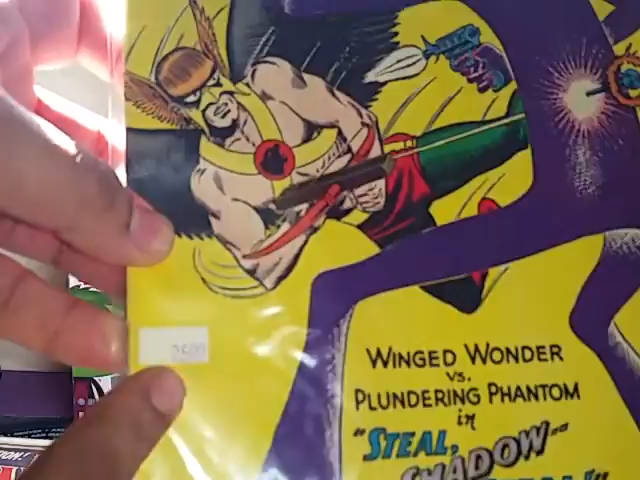 WINGED WONDER
vs.
PLUNDERING PHANTOM
in
"STEAL,
SHADOW--